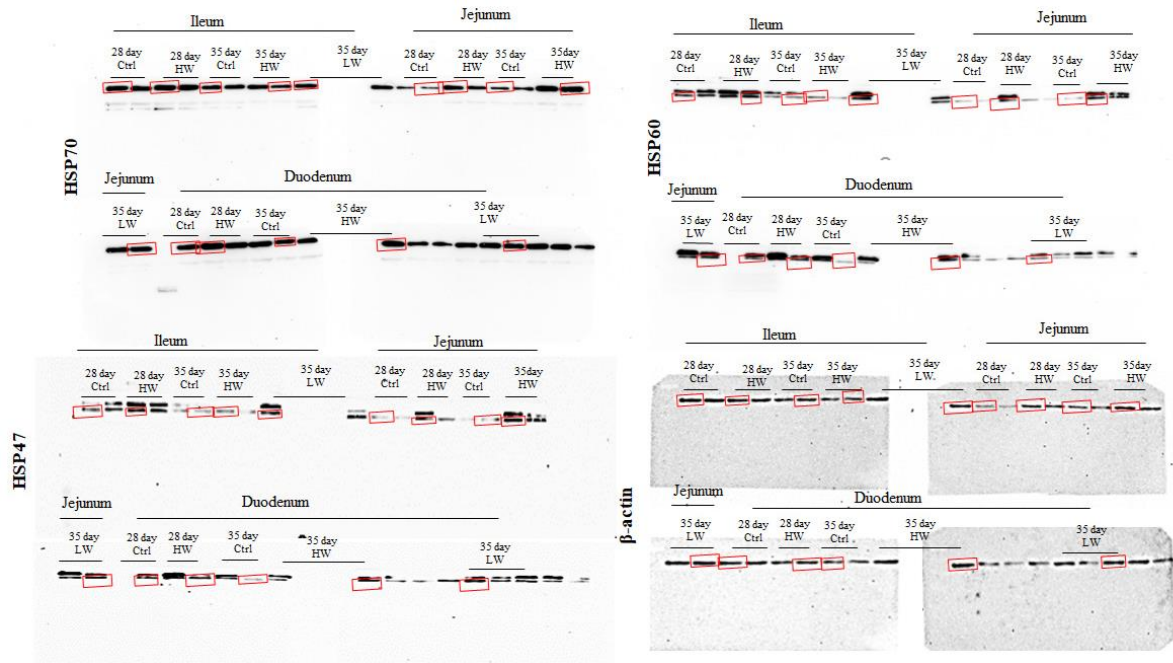 Ileum
Jejunum
28 day Ctrl
28 day HW
35 day Ctrl
35 day HW
35 day LW
28 day Ctrl
28 day HW
35 day Ctrl
35 day HW
HSP70
Jejunum
Duodenum
35 day LW
28 day Ctrl
28 day HW
35 day Ctrl
35 day HW
35 day LW
Ileum
Jejunum
28 day Ctrl
28 day HW
35 day Ctrl
35 day HW
35 day LW
28 day Ctrl
28 day HW
35 day Ctrl
35 day HW
HSP47
Jejunum
Duodenum
35 day LW
28 day Ctrl
28 day HW
35 day Ctrl
35 day HW
35 day LW
Ileum
Jejunum
28 day Ctrl
28 day HW
35 day Ctrl
35 day HW
35 day LW
28 day Ctrl
28 day HW
35 day Ctrl
35 day HW
HSP60
Jejunum
Duodenum
35 day LW
28 day Ctrl
28 day HW
35 day Ctrl
35 day HW
35 day LW
Ileum
Jejunum
28 day Ctrl
28 day HW
35 day Ctrl
35 day HW
35 day LW.
28 day Ctrl
28 day HW
35 day Ctrl
35 day HW
β-actin
Jejunum
Duodenum
35 day LW
28 day Ctrl
28 day HW
35 day Ctrl
35 day HW
35 day LW